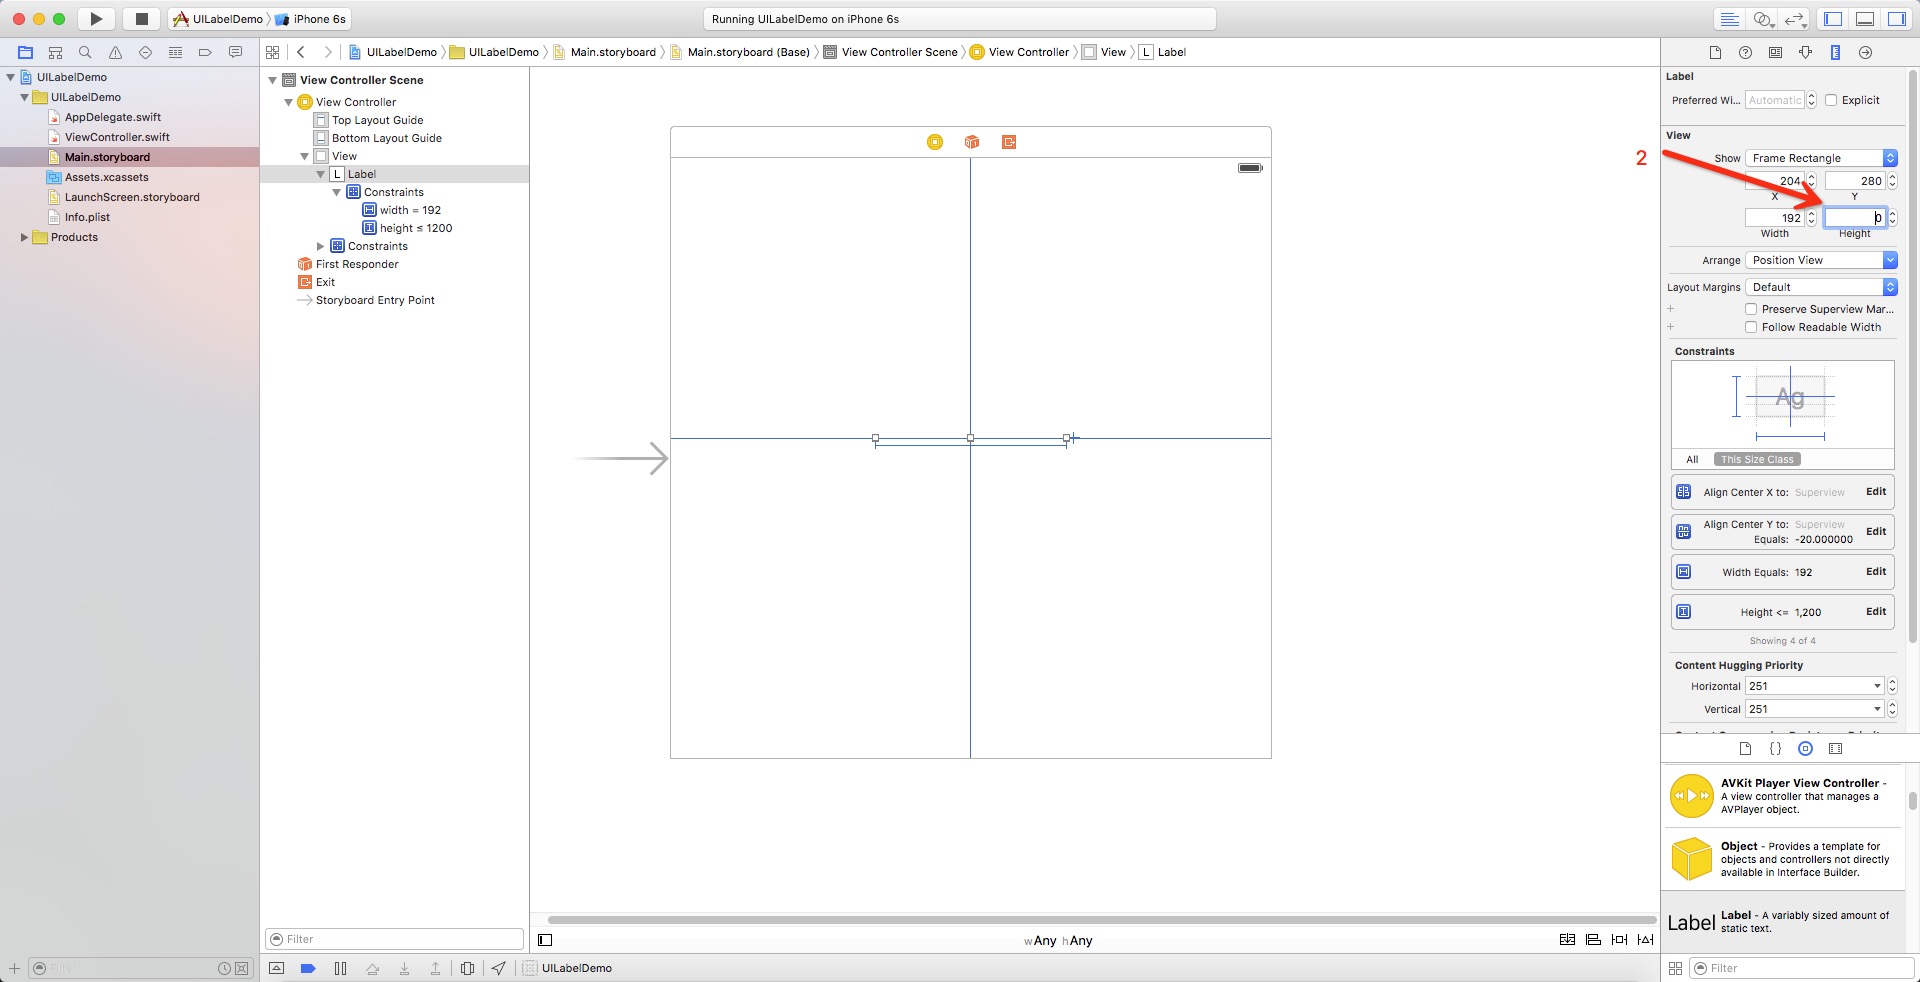 UILabelDemo
iPhone 6s
Running UILabelDemo on iPhone 6s
UILabelDemo
UILabelDemo
Main.storyboard
Main.storyboard (Base)
View Controller Scene
View Controller
View
L Label
UILabelDemo
UILabelDemo
AppDelegate.swift
ViewController.swift
Main.storyboard
Assets.xcassets
LaunchScreen.storyboard
Info.plist
Products
Filter
View Controller Scene
View Controller
Top Layout Guide
Bottom Layout Guide
View
L Label
Constraints
width = 192
height ≤ 1200
Constraints
First Responder
Exit
Storyboard Entry Point
Filter
wAny hAny
UILabelDemo
2
Label
Preferred Wi... Automatic Explicit
View
Show Frame Rectangle
204 280
X Y
192 0
Width Height
Arrange Position View
Layout Margins Default
Preserve Superview Mar...
Follow Readable Width
Constraints
Ag
All This Size Class
Align Center X to: Superview Edit
Align Center Y to: Superview
Equals: -20.000000 Edit
Width Equals: 192 Edit
Height <= 1,200 Edit
Showing 4 of 4
Content Hugging Priority
Horizontal 251
Vertical 251
{}
AVKit Player View Controller -
A view controller that manages a
AVPlayer object.
Object - Provides a template for
objects and controllers not directly
available in Interface Builder.
Label
Label - A variably sized amount of
static text.
Filter